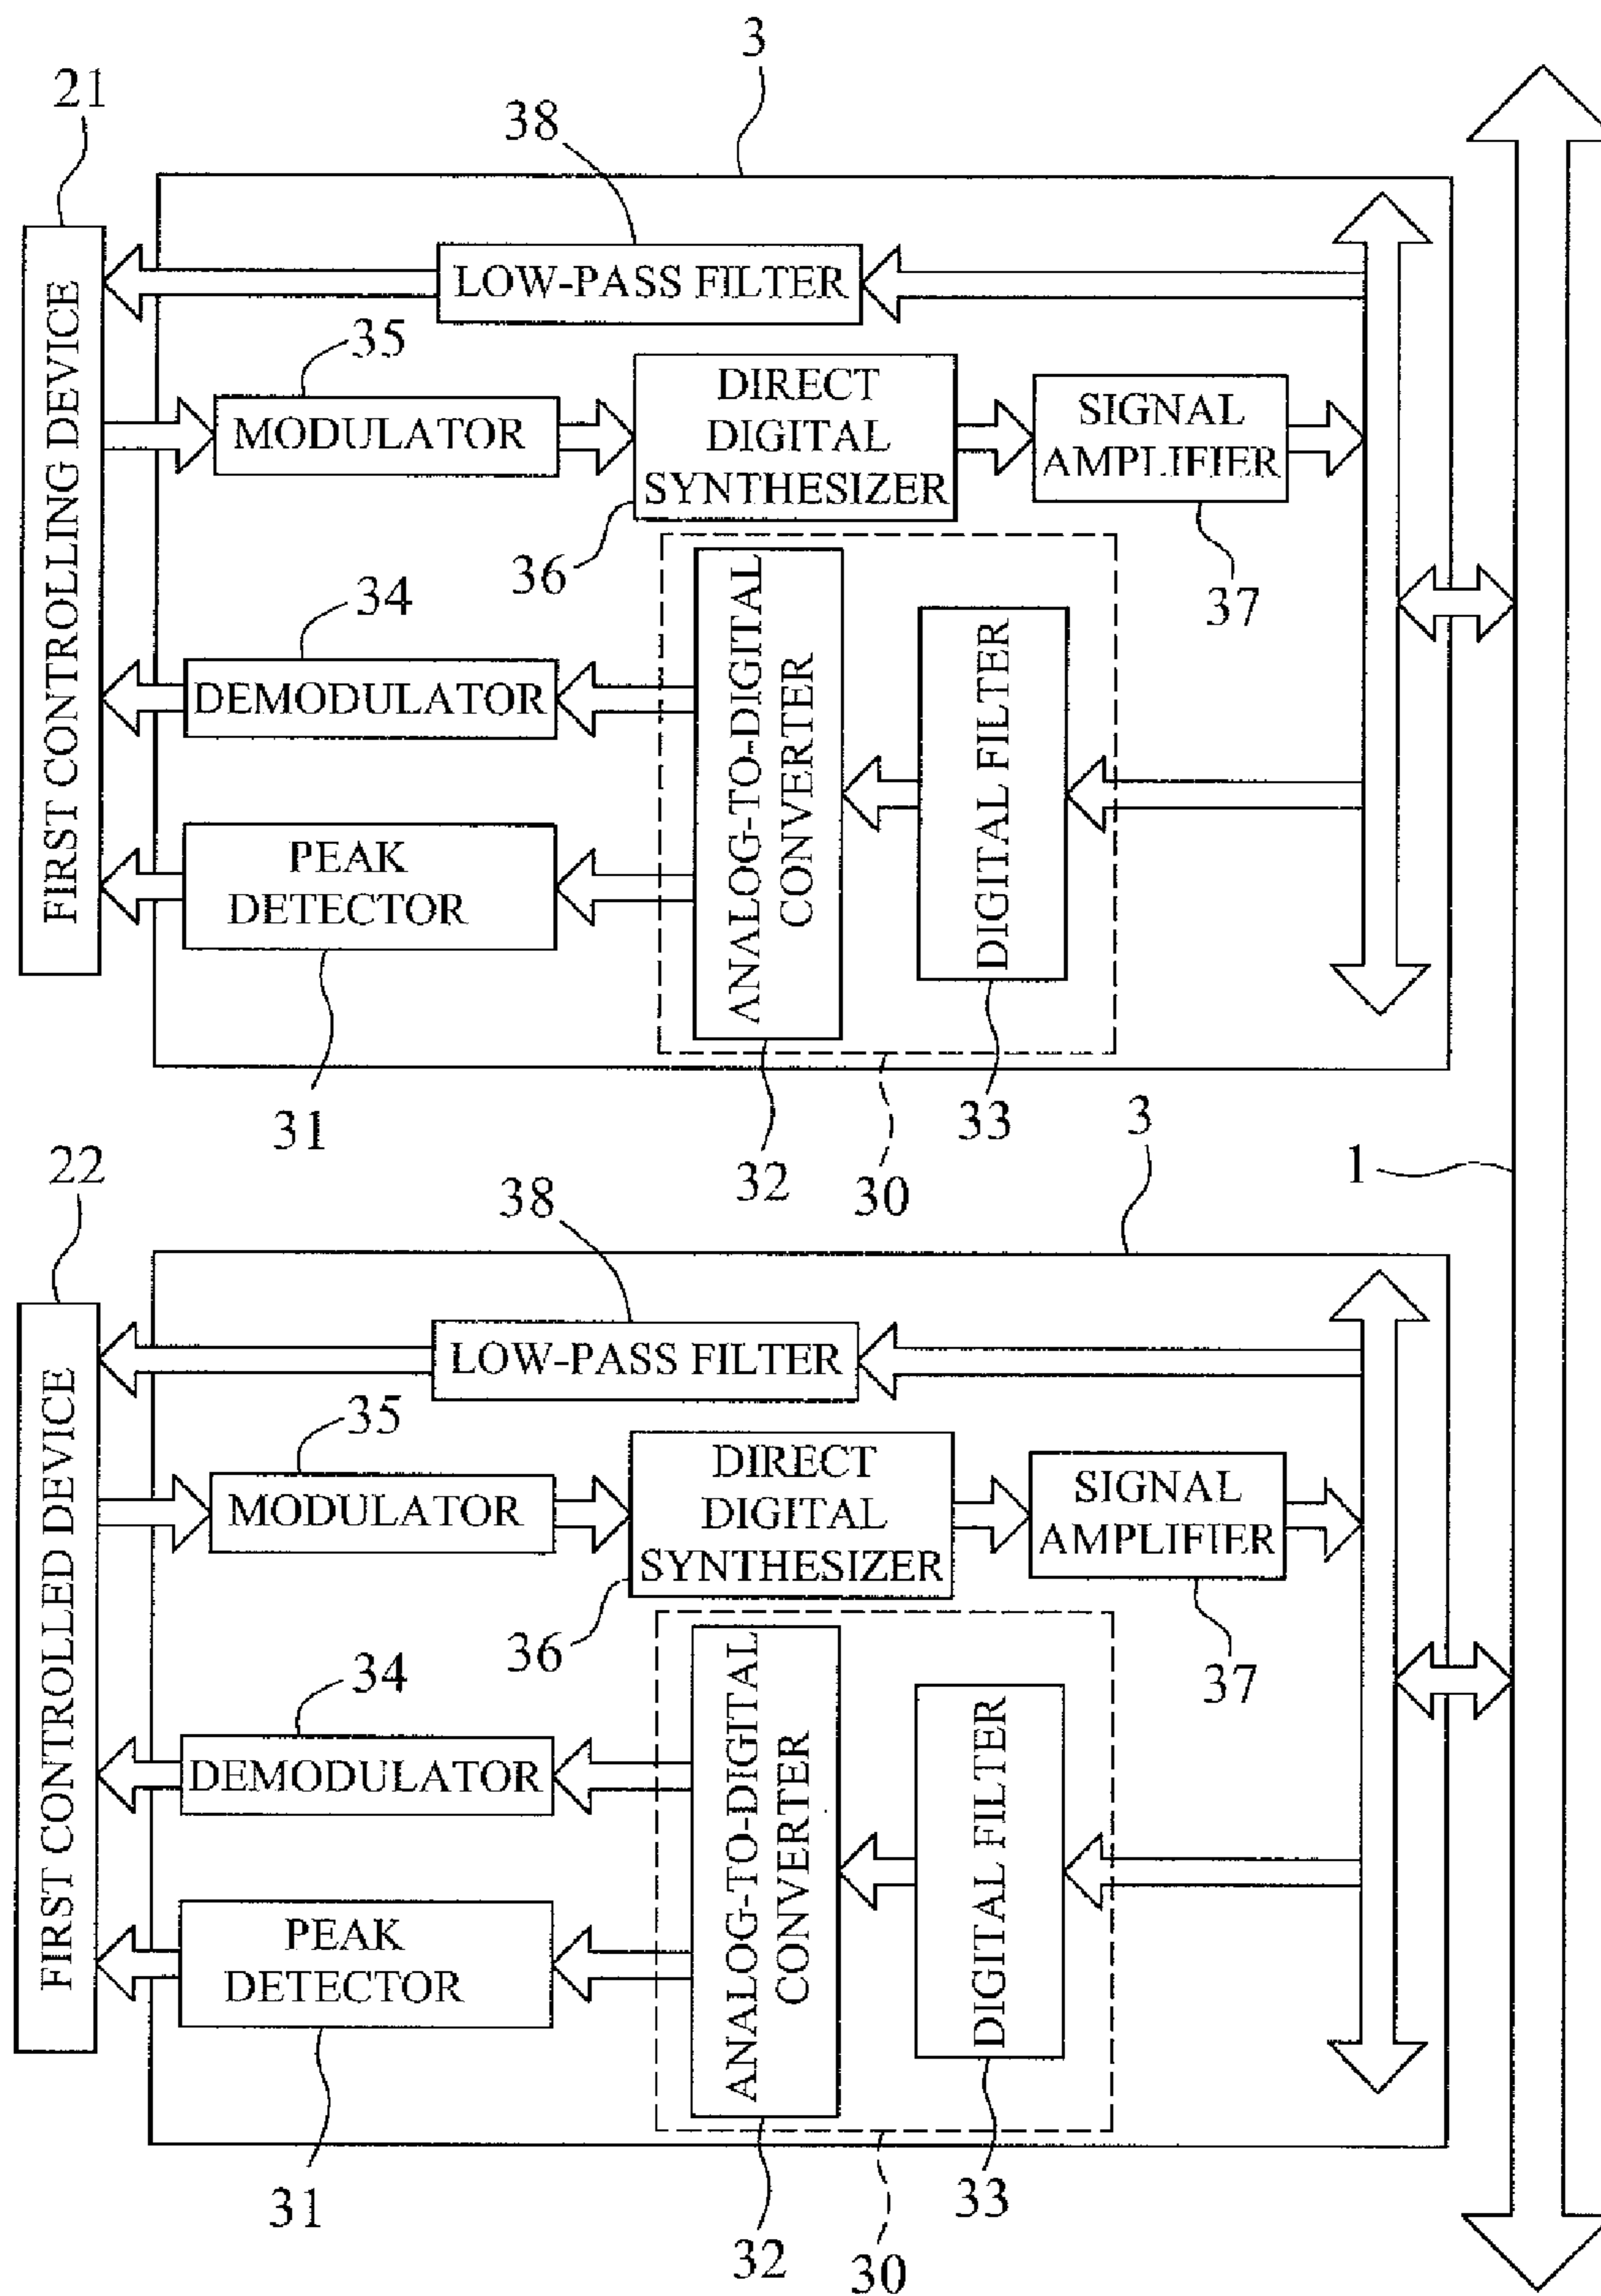 3
21
38
LOW-PASS FILTER
35
MODULATOR
DIRECT
DIGITAL
SYNTHESIZER
SIGNAL
AMPLIFIER
36
37
FIRST CONTROLLING DEVICE
34
DEMODULATOR
ANALOG-TO-DIGITAL
CONVERTER
DIGITAL FILTER
PEAK
DETECTOR
31
32
30
33
3
1
22
38
LOW-PASS FILTER
35
MODULATOR
DIRECT
DIGITAL
SYNTHESIZER
SIGNAL
AMPLIFIER
36
37
FIRST CONTROLLED DEVICE
34
DEMODULATOR
ANALOG-TO-DIGITAL
CONVERTER
DIGITAL FILTER
PEAK
DETECTOR
31
32
30
33